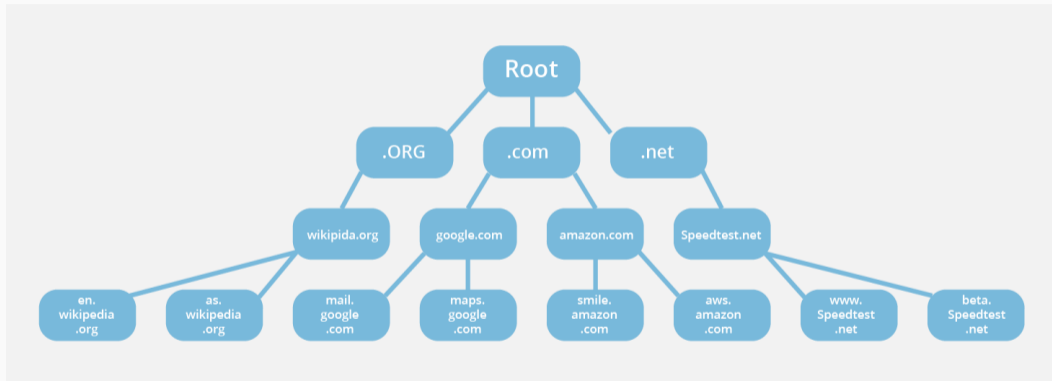 Root
.ORG
.com
.net
wikipida.org
google.com
amazon.com
Speedtest.net
en.
wikipedia
.org
as.
wikipedia
.org
mail.
google
.com
maps.
google
.com
smile.
amazon
.com
aws.
amazon
.com
www.
Speedtest
.net
beta.
Speedtest
.net